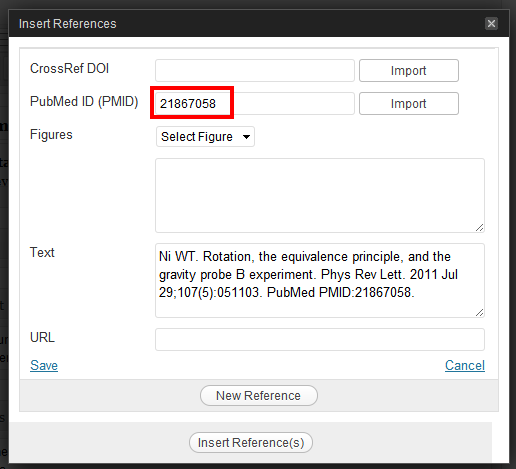 Insert References
CrossRef DOI
Import
PubMed ID (PMID)
21867058
Import
Figures
Select Figure
Text
Ni WT. Rotation, the equivalence principle, and the
gravity probe B experiment. Phys Rev Lett. 2011 Jul
29;107(5):051103. PubMed PMID:21867058.
URL
Save
Cancel
New Reference
Insert Reference(s)